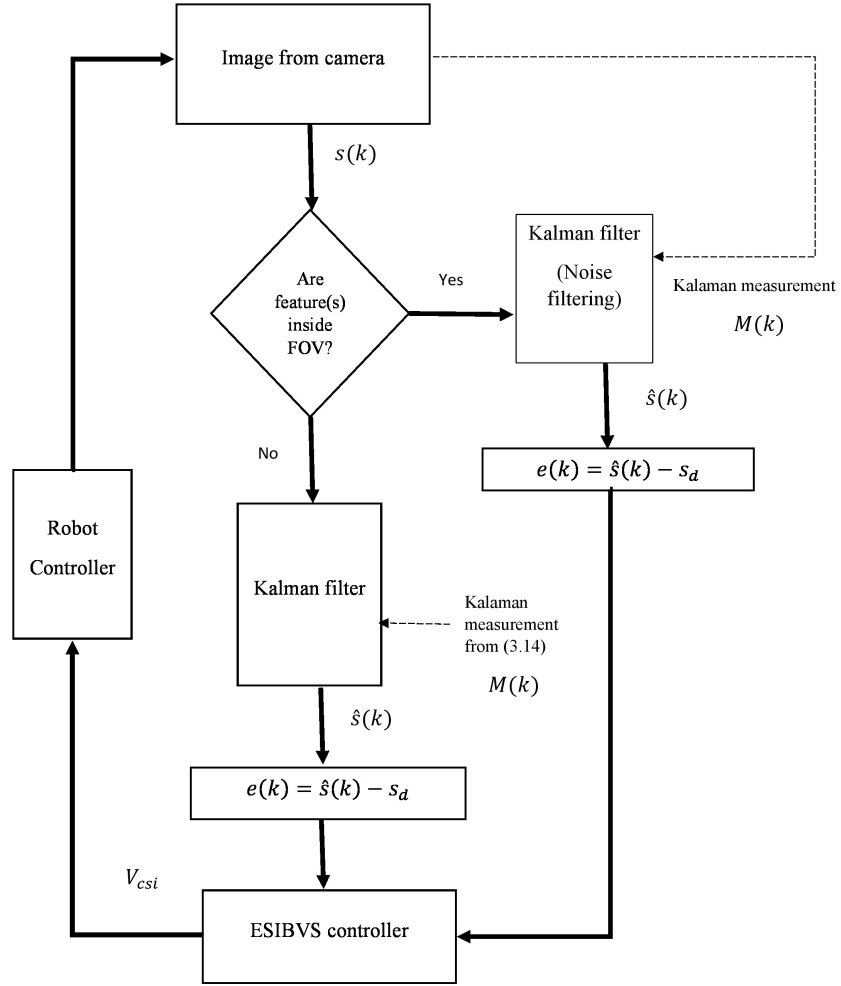 Image from camera
s(k)
Are
feature(s)
inside
FOV?
Yes
Kalman filter
(Noise
filtering)
Kalaman measurement
M(k)
ŝ(k)
e(k) = ŝ(k) − s_d
No
Robot
Controller
Kalman filter
Kalaman
measurement
from (3.14)
M(k)
ŝ(k)
e(k) = ŝ(k) − s_d
V_csi
ESIBVS controller